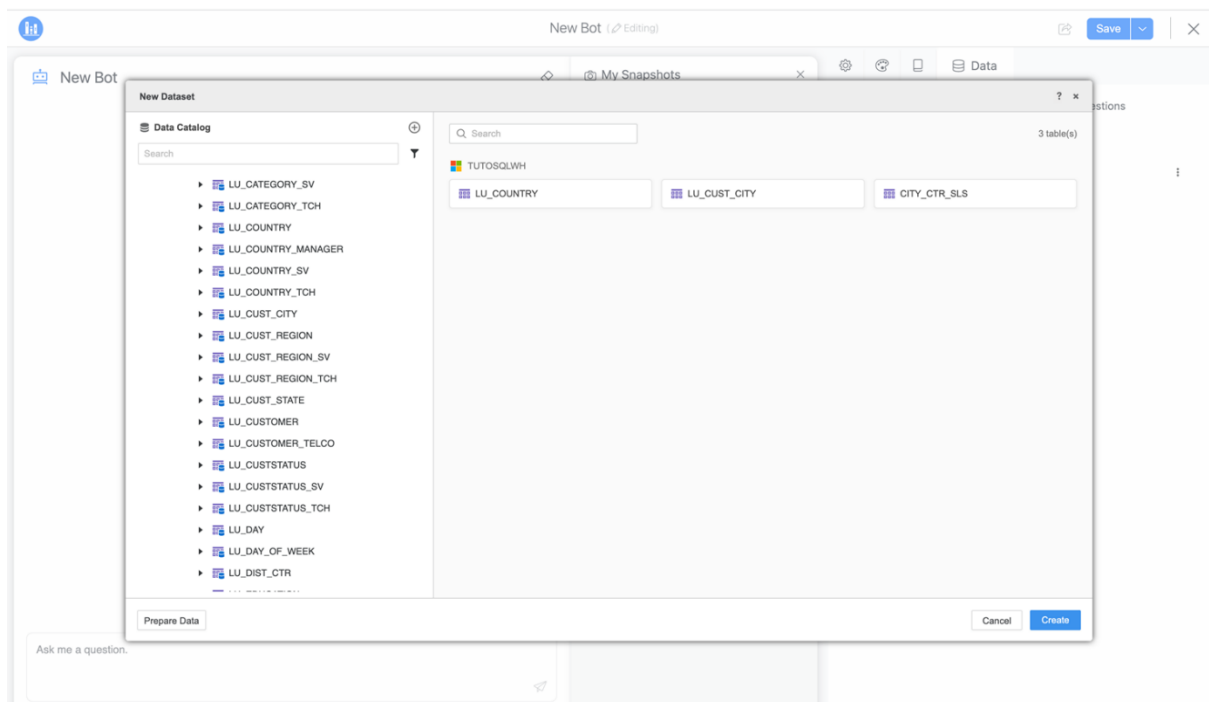 New Bot (Editing)
Save
New Bot
My Snapshots
Data
New Dataset
? ×
estions
Data Catalog
Search
3 table(s)
Search
TUTOSQLWH
LU_COUNTRY
LU_CUST_CITY
CITY_CTR_SLS
LU_CATEGORY_SV
LU_CATEGORY_TCH
LU_COUNTRY
LU_COUNTRY_MANAGER
LU_COUNTRY_SV
LU_COUNTRY_TCH
LU_CUST_CITY
LU_CUST_REGION
LU_CUST_REGION_SV
LU_CUST_REGION_TCH
LU_CUST_STATE
LU_CUSTOMER
LU_CUSTOMER_TELCO
LU_CUSTSTATUS
LU_CUSTSTATUS_SV
LU_CUSTSTATUS_TCH
LU_DAY
LU_DAY_OF_WEEK
LU_DIST_CTR
Prepare Data
Cancel
Create
Ask me a question.